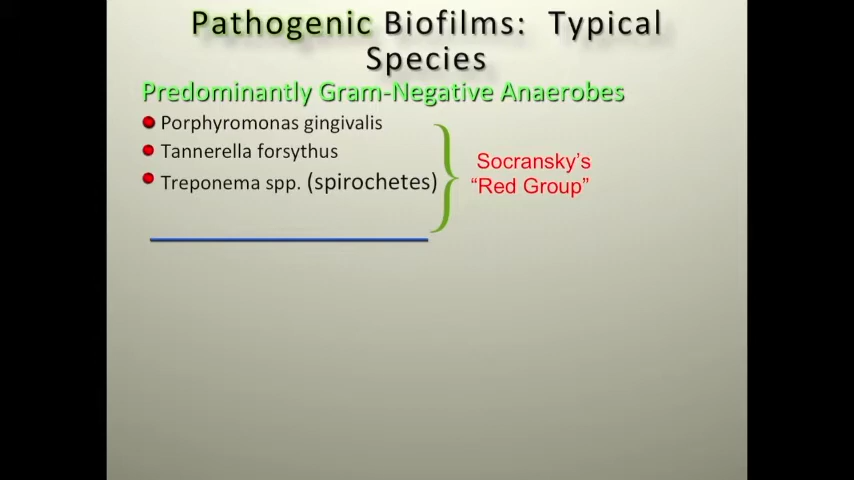 Pathogenic Biofilms: Typical
Species
Predominantly Gram-Negative Anaerobes
Porphyromonas gingivalis
Tannerella forsythus
Treponema spp. (spirochetes)
Socransky's
“Red Group”